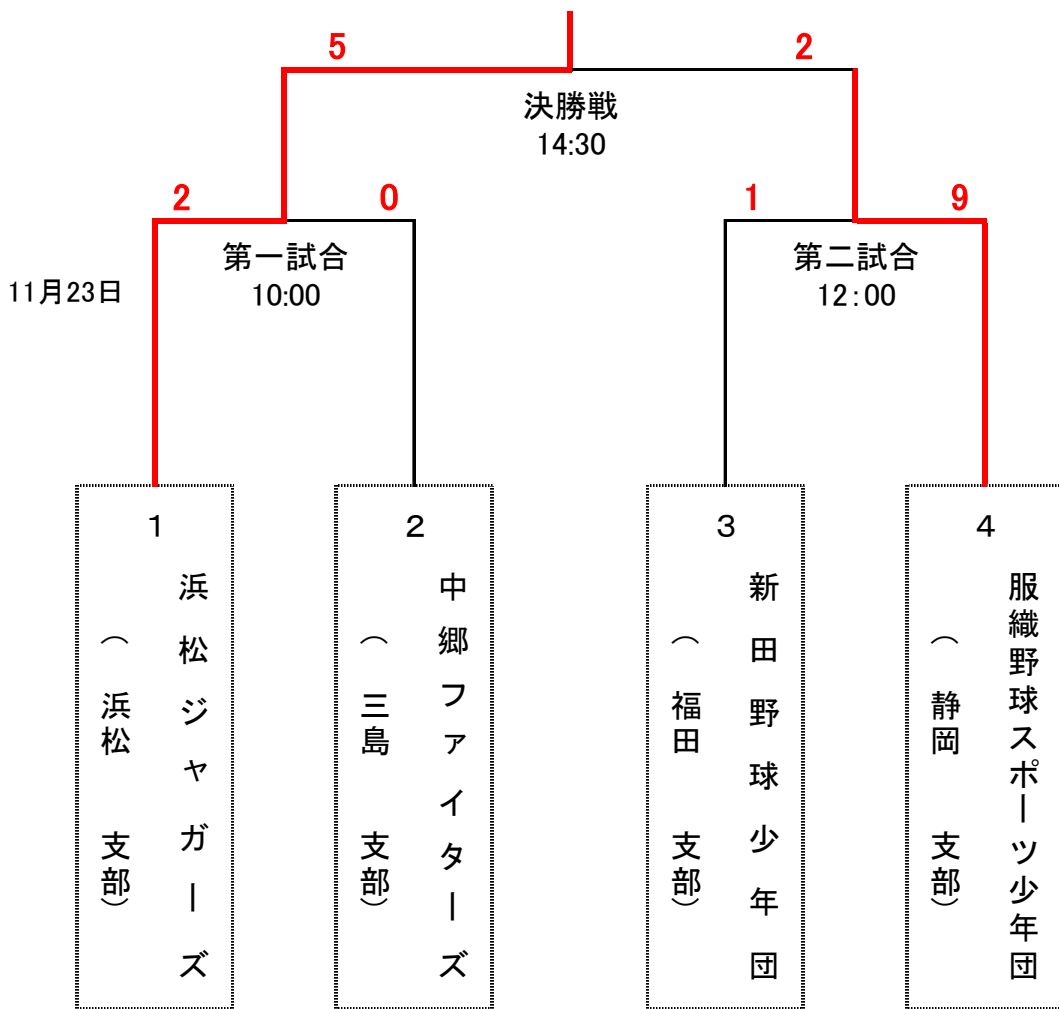 5
2
決勝戦
14:30
2
0
1
9
第一試合
10:00
第二試合
12:00
11月23日
1
浜松ジャガーズ
(浜松 支部)
2
中郷ファイターズ
(三島 支部)
3
新田野球少年団
(福田 支部)
4
服織野球スポーツ少年団
(静岡 支部)